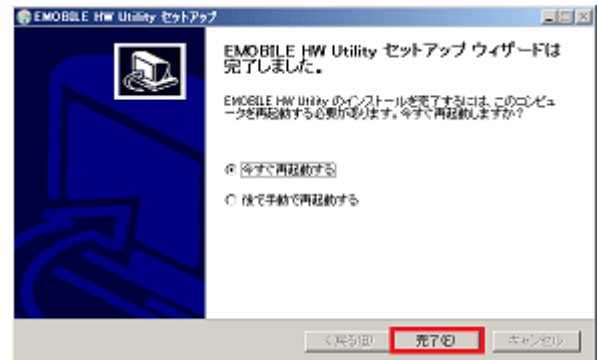 EMOBILE HW Utility セットアップ
EMOBILE HW Utility セットアップ ウィザードは
完了しました。
EMOBILE HW Utility のインストールを完了するには、このコンピュ
ータを再起動する必要があります。今すぐ再起動しますか？
今すぐ再起動する
後で手動で再起動する
< 戻る(B)
完了(F)
キャンセル